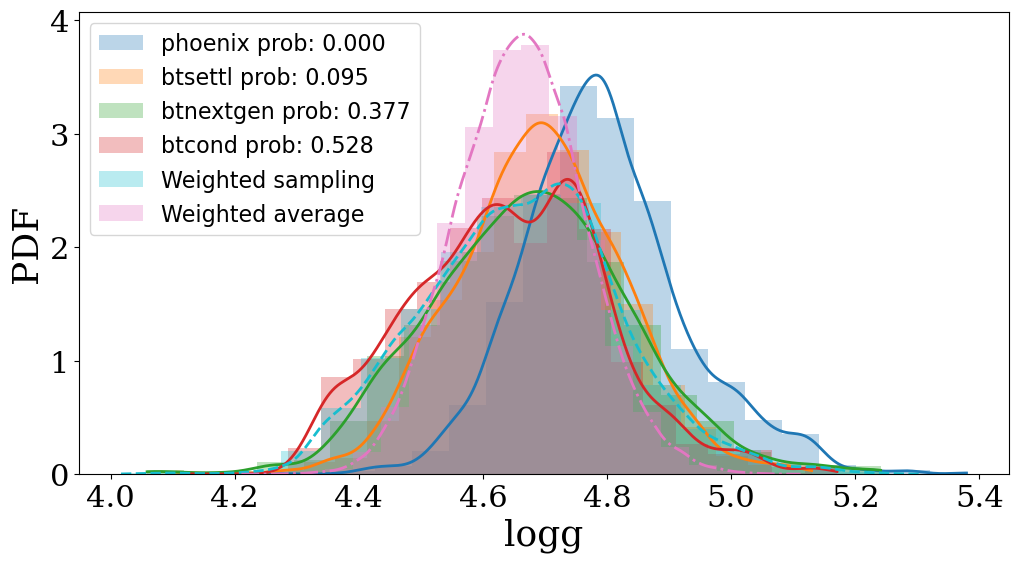 phoenix prob: 0.000
btsettl prob: 0.095
btnextgen prob: 0.377
btcond prob: 0.528
Weighted sampling
Weighted average
PDF
4
3
2
1
0
4.0 4.2 4.4 4.6 4.8 5.0 5.2 5.4
logg